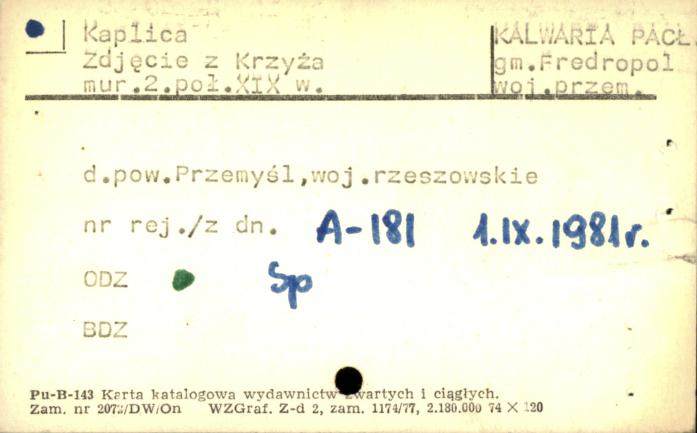 Kaplica KALWARIA PACŁ.
Zdjęcie z Krzyża gm.Fredropol
mur.2.poł.XIX w. woj.przem.
d.pow.Przemyśl,woj.rzeszowskie
nr rej./z dn. A-181 1.IX.1981r.
ODZ Sp
BDZ
Pu-B-143 Karta katalogowa wydawnictw zwartych i ciągłych.
Zam. nr 2072/DW/On WZGraf. Z-d 2, zam. 1174/77, 2.180.000 74 X 120